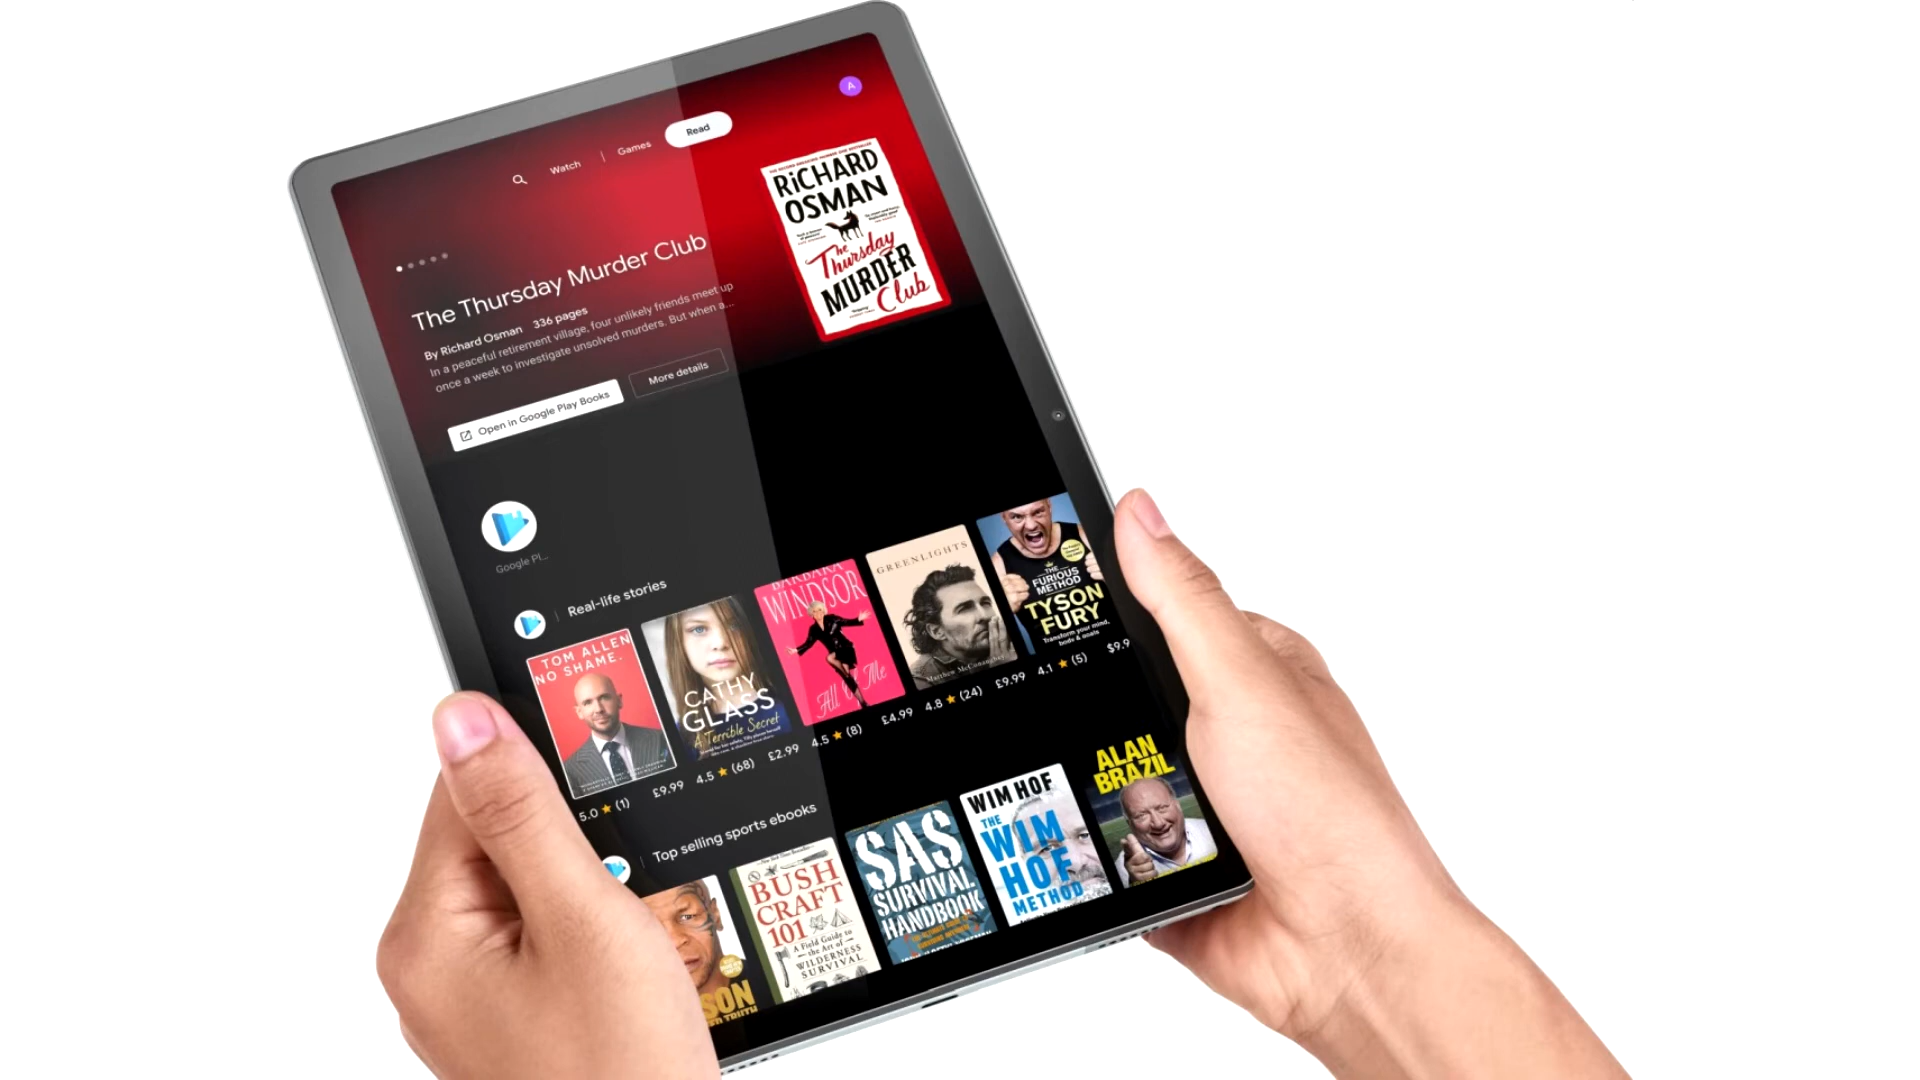 A
Watch
Games
Read
The Thursday Murder Club
By Richard Osman 336 pages
In a peaceful retirement village, four unlikely friends meet up
once a week to investigate unsolved murders. But when a...
Open in Google Play Books
More details
RiCHARD
OSMAN
The
Thursday
MURDER
Club
Google Pl...
Real-life stories
TOM ALLEN
NO SHAME.
5.0 ★ (1) £9.99
CATHY
GLASS
A Terrible Secret
4.5 ★ (68) £2.99
BARBARA
WINDSOR
All of Me
4.5 ★ (8) £4.99
GREENLIGHTS
Matthew McConaughey
4.8 ★ (24) £9.99
THE
FURIOUS
METHOD
TYSON
FURY
Transform your mind,
body & goals
4.1 ★ (5) $9.9
Top selling sports ebooks
SON
TRUTH
BUSH
CRAFT
101
A Field Guide to
the Art of
WILDERNESS
SURVIVAL
SAS
SURVIVAL
HANDBOOK
WIM HOF
THE
WIM
HOF
METHOD
ALAN
BRAZIL